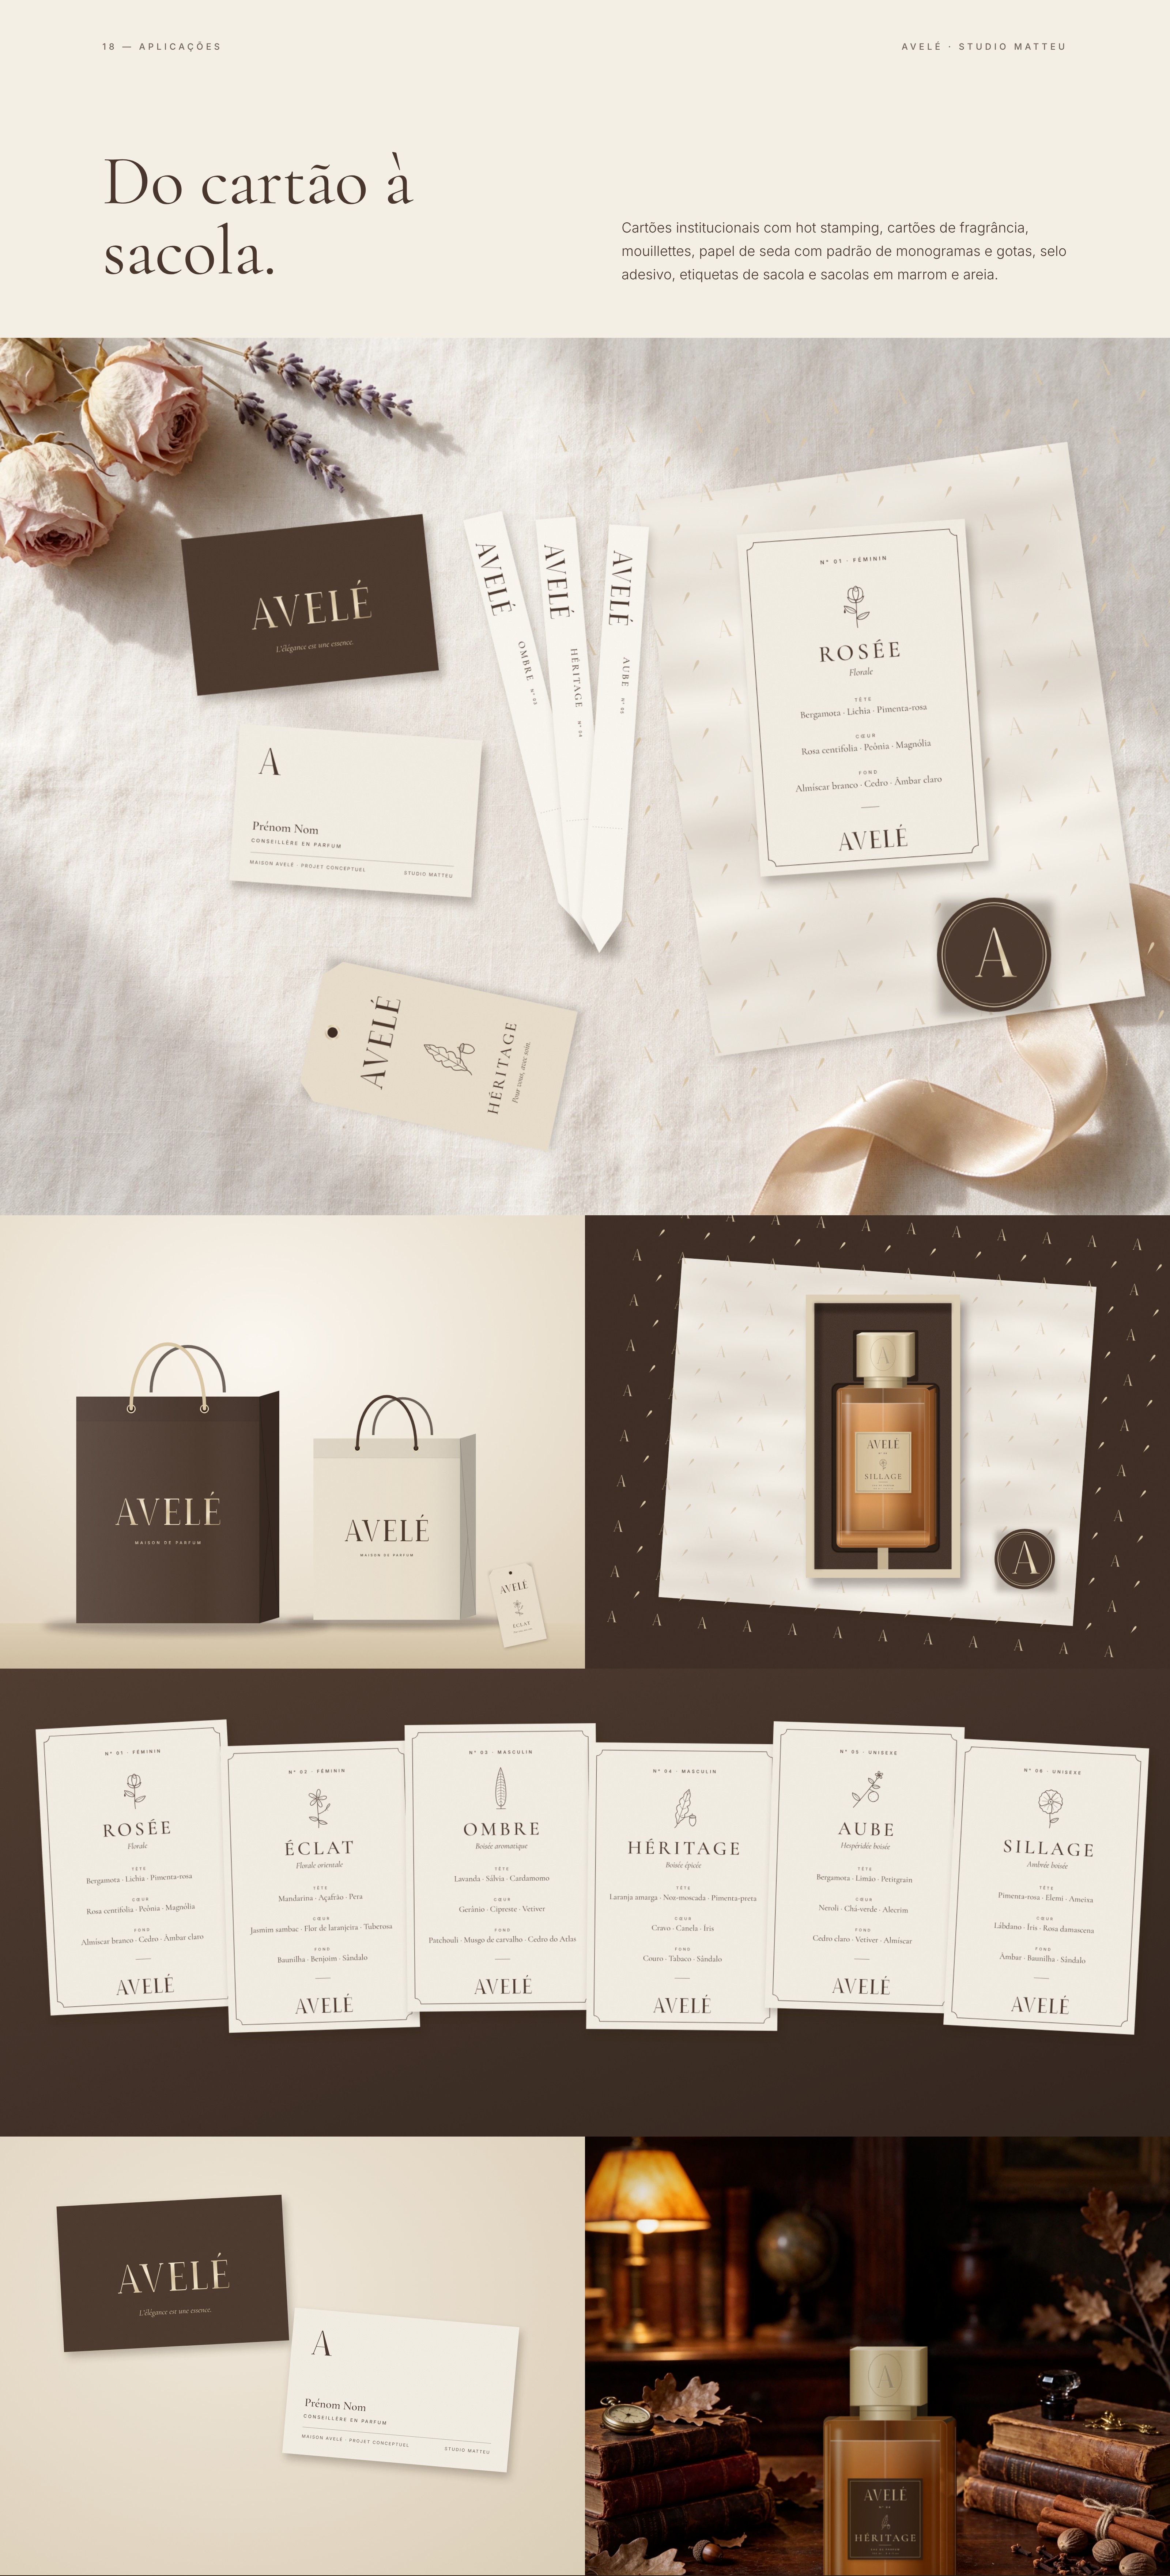 18 — APLICAÇÕES
AVELÉ · STUDIO MATTEU
Do cartão à
sacola.
Cartões institucionais com hot stamping, cartões de fragrância,
mouillettes, papel de seda com padrão de monogramas e gotas, selo
adesivo, etiquetas de sacola e sacolas em marrom e areia.
AVELÉ
L'élégance est une essence.
A
Prénom Nom
CONSEILLÈRE EN PARFUM
MAISON AVELÉ · PROJET CONCEPTUEL
STUDIO MATTEU
AVELÉ
OMBRE
AVELÉ
HÉRITAGE
AVELÉ
AUBE
N° 01 · FÉMININ
ROSÉE
Florale
TÊTE
Bergamota · Lichia · Pimenta-rosa
CŒUR
Rosa centifolia · Peônia · Magnólia
FOND
Almíscar branco · Cedro · Âmbar claro
AVELÉ
A
AVELÉ
HÉRITAGE
Pour vous, avec soin.
AVELÉ
MAISON DE PARFUM
AVELÉ
MAISON DE PARFUM
AVELÉ
ÉCLAT
A
AVELÉ
SILLAGE
A
N° 01 · FÉMININ
ROSÉE
Florale
TÊTE
Bergamota · Lichia · Pimenta-rosa
CŒUR
Rosa centifolia · Peônia · Magnólia
FOND
Almíscar branco · Cedro · Âmbar claro
AVELÉ
N° 02 · FÉMININ
ÉCLAT
Florale orientale
TÊTE
Mandarina · Açafrão · Pera
CŒUR
Jasmim sambac · Flor de laranjeira · Tuberosa
FOND
Baunilha · Benjoim · Sândalo
AVELÉ
N° 03 · MASCULIN
OMBRE
Boisée aromatique
TÊTE
Lavanda · Sálvia · Cardamomo
CŒUR
Gerânio · Cipreste · Vetiver
FOND
Patchouli · Musgo de carvalho · Cedro do Atlas
AVELÉ
N° 04 · MASCULIN
HÉRITAGE
Boisée épicée
TÊTE
Laranja amarga · Noz-moscada · Pimenta-preta
CŒUR
Cravo · Canela · Íris
FOND
Couro · Tabaco · Sândalo
AVELÉ
N° 05 · UNISEXE
AUBE
Hespéridée boisée
TÊTE
Bergamota · Limão · Petitgrain
CŒUR
Neroli · Chá-verde · Alecrim
FOND
Cedro claro · Vetiver · Almíscar
AVELÉ
N° 06 · UNISEXE
SILLAGE
Ambrée boisée
TÊTE
Pimenta-rosa · Elemi · Ameixa
CŒUR
Lábdano · Íris · Rosa damascena
FOND
Âmbar · Baunilha · Sândalo
AVELÉ
AVELÉ
L'élégance est une essence.
A
Prénom Nom
CONSEILLÈRE EN PARFUM
MAISON AVELÉ · PROJET CONCEPTUEL
STUDIO MATTEU
A
AVELÉ
HÉRITAGE